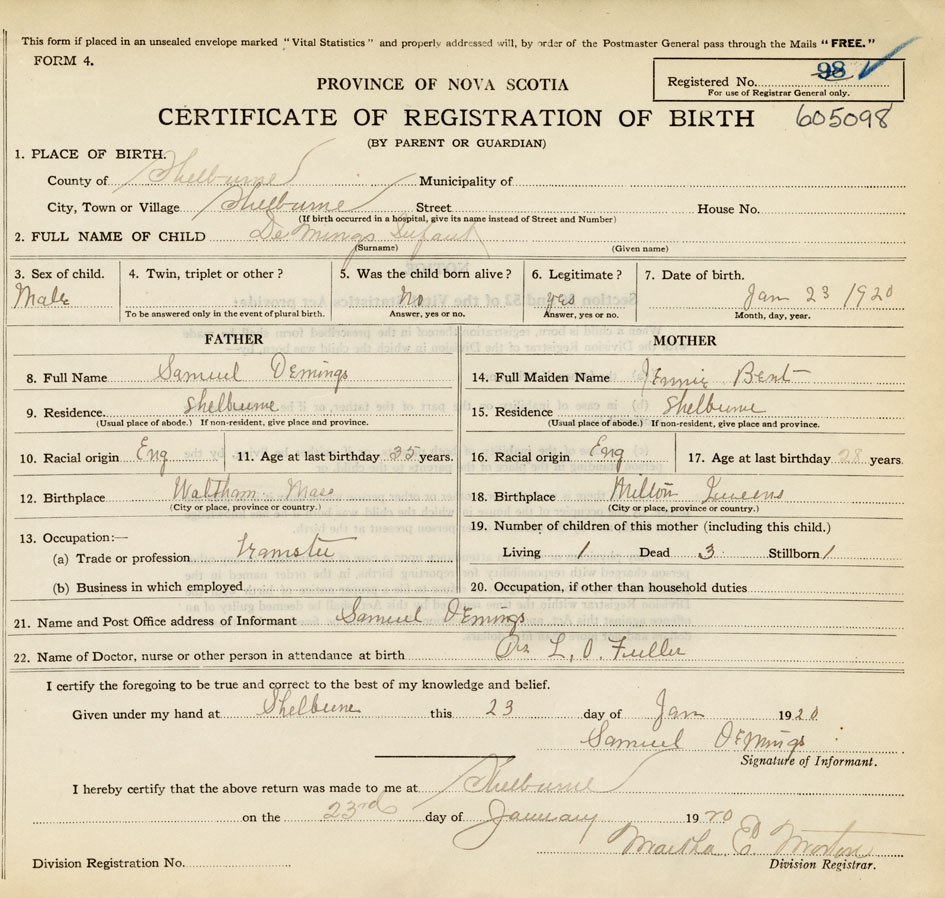 This form if placed in an unsealed envelope marked "Vital Statistics" and properly addressed will, by order of the Postmaster General pass through the Mails "FREE."
FORM 4.
Registered No. 98
For use of Registrar General only.
PROVINCE OF NOVA SCOTIA
CERTIFICATE OF REGISTRATION OF BIRTH 605098
(BY PARENT OR GUARDIAN)
1. PLACE OF BIRTH.
County of Shelburne Municipality of
City, Town or Village Shelburne Street House No.
(If birth occurred in a hospital, give its name instead of Street and Number)
2. FULL NAME OF CHILD DeMings Infant
(Surname) (Given name)
3. Sex of child. 4. Twin, triplet or other? 5. Was the child born alive? 6. Legitimate? 7. Date of birth.
Male No yes Jan 23 1920
To be answered only in the event of plural birth. Answer, yes or no. Answer, yes or no. Month, day, year.
FATHER MOTHER
8. Full Name Samuel DEmings 14. Full Maiden Name Jennie Bent
9. Residence. Shelburne 15. Residence Shelburne
(Usual place of abode.) If non-resident, give place and province. (Usual place of abode.) If non-resident, give place and province.
10. Racial origin Eng 11. Age at last birthday 35 years. 16. Racial origin Eng 17. Age at last birthday 28 years.
12. Birthplace Waltham Mass 18. Birthplace Milton Queens
(City or place, province or country.) (City or place, province or country.)
13. Occupation:— 19. Number of children of this mother (including this child.)
(a) Trade or profession Teamster Living 1 Dead 3 Stillborn 1
(b) Business in which employed 20. Occupation, if other than household duties
21. Name and Post Office address of Informant Samuel DEmings
22. Name of Doctor, nurse or other person in attendance at birth L. O. Fuller
I certify the foregoing to be true and correct to the best of my knowledge and belief.
Given under my hand at Shelburne this 23 day of Jan 1920
Samuel DEmings
Signature of Informant.
I hereby certify that the above return was made to me at Shelburne
on the 23rd day of January 1920
Martha E. Morton
Division Registration No. Division Registrar.